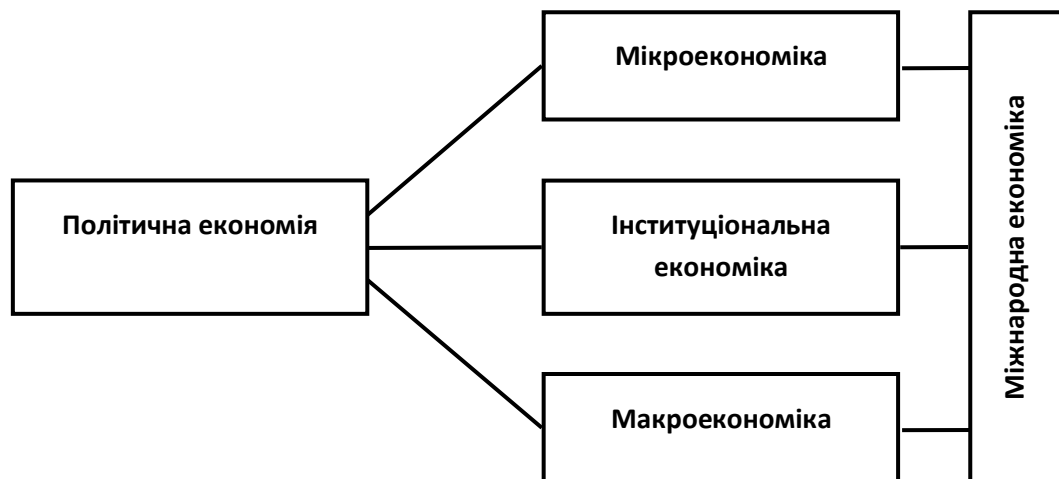 Мікроекономіка
Політична економія
Інституціональна
економіка
Макроекономіка
Міжнародна економіка